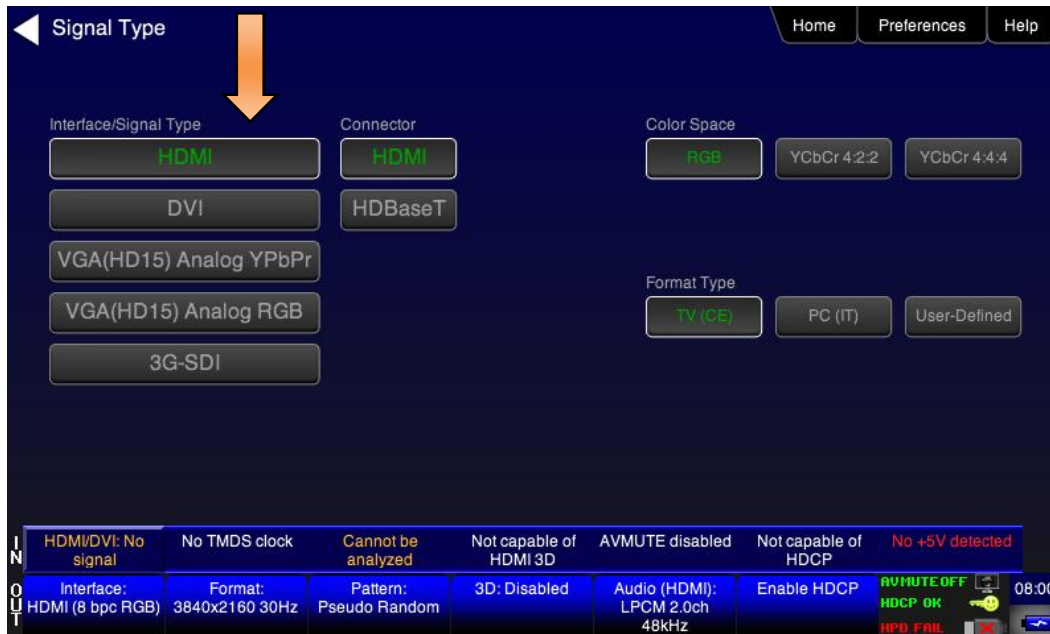 Signal Type
Home
Preferences
Help
Interface/Signal Type
Connector
Color Space
HDMI
HDMI
RGB
YCbCr 4:2:2
YCbCr 4:4:4
DVI
HDBaseT
VGA(HD15) Analog YPbPr
Format Type
VGA(HD15) Analog RGB
TV (CE)
PC (IT)
User-Defined
3G-SDI
IN
HDMI/DVI: No
signal
No TMDS clock
Cannot be
analyzed
Not capable of
HDMI 3D
AVMUTE disabled
Not capable of
HDCP
No +5V detected
OUT
Interface:
HDMI (8 bpc RGB)
Format:
3840x2160 30Hz
Pattern:
Pseudo Random
3D: Disabled
Audio (HDMI):
LPCM 2.0ch
48kHz
Enable HDCP
AVMUTEOFF
HDCP OK
HPD FAIL
08:00